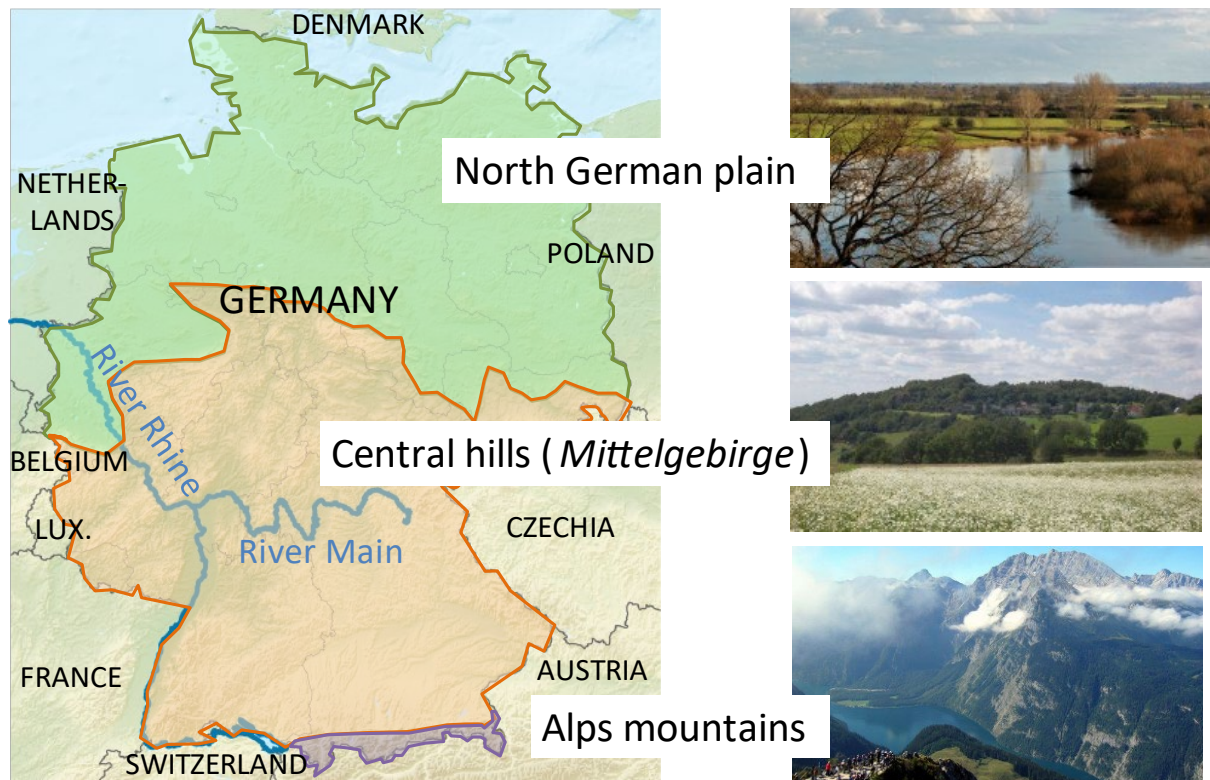 DENMARK
North German plain
NETHER-
LANDS
POLAND
GERMANY
River Rhine
Central hills (Mittelgebirge)
BELGIUM
LUX.
CZECHIA
River Main
FRANCE
AUSTRIA
Alps mountains
SWITZERLAND